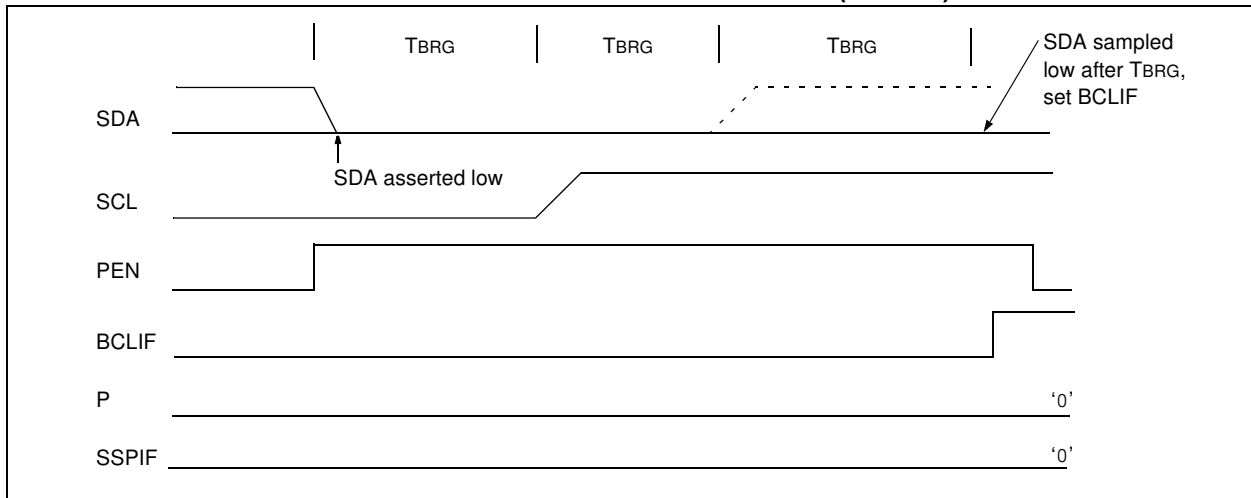 TBRG TBRG TBRG
SDA sampled
low after TBRG,
set BCLIF
SDA
SDA asserted low
SCL
PEN
BCLIF
P '0'
SSPIF '0'